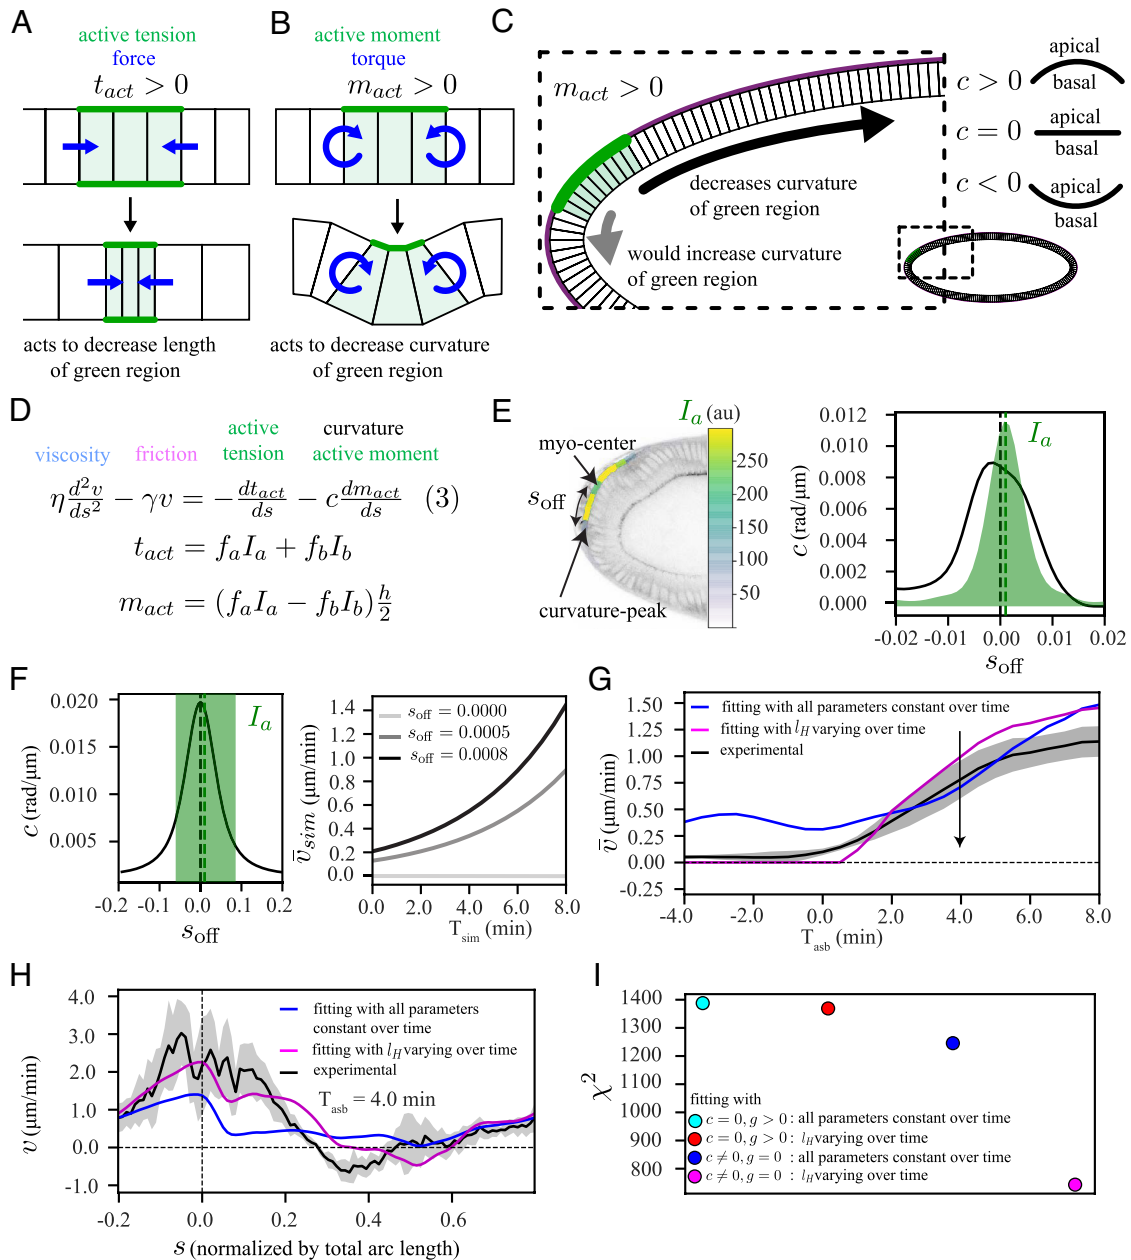 A
active tension
force
t_act > 0
acts to decrease length
of green region
B
active moment
torque
m_act > 0
acts to decrease curvature
of green region
C
m_act > 0
decreases curvature
of green region
would increase curvature
of green region
c > 0
apical
basal
c = 0
apical
basal
c < 0
apical
basal
D
viscosity
friction
active
tension
curvature
active moment
η d²v/ds² − γv = − dt_act/ds − c dm_act/ds (3)
t_act = f_a I_a + f_b I_b
m_act = (f_a I_a − f_b I_b) h/2
E
I_a (au)
myo-center
s_off
curvature-peak
250
200
150
100
50
0
c (rad/μm)
0.012
0.010
0.008
0.006
0.004
0.002
0.000
I_a
-0.02 -0.01 0.00 0.01 0.02
s_off
F
c (rad/μm)
0.020
0.015
0.010
0.005
I_a
-0.2 -0.1 0.0 0.1 0.2
s_off
v̄_sim (μm/min)
1.4
1.2
1.0
0.8
0.6
0.4
0.2
0.0
s_off = 0.0000
s_off = 0.0005
s_off = 0.0008
0.0 2.0 4.0 6.0 8.0
T_sim (min)
G
v̄ (μm/min)
1.50
1.25
1.00
0.75
0.50
0.25
0.00
-0.25
fitting with all parameters constant over time
fitting with l_H varying over time
experimental
-4.0 -2.0 0.0 2.0 4.0 6.0 8.0
T_asb (min)
H
v (μm/min)
4.0
3.0
2.0
1.0
0.0
-1.0
fitting with all parameters
constant over time
fitting with l_H varying over time
experimental
T_asb = 4.0 min
-0.2 0.0 0.2 0.4 0.6
s (normalized by total arc length)
I
χ²
1400
1300
1200
1100
1000
900
800
fitting with
c = 0, g > 0 : all parameters constant over time
c = 0, g > 0 : l_H varying over time
c ≠ 0, g = 0 : all parameters constant over time
c ≠ 0, g = 0 : l_H varying over time